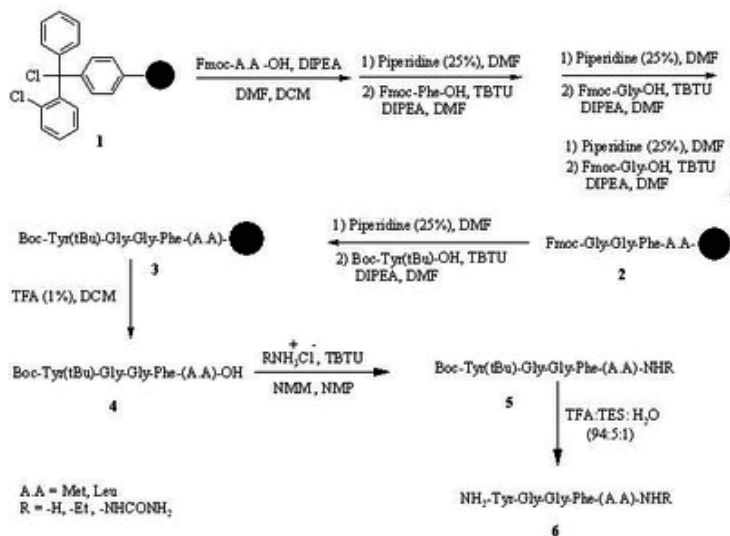 Cl
Cl
1
Fmoc-A.A -OH, DIPEA
DMF, DCM
1) Piperidine (25%), DMF
2) Fmoc-Phe-OH, TBTU
DIPEA, DMF
1) Piperidine (25%), DMF
2) Fmoc-Gly-OH, TBTU
DIPEA, DMF
1) Piperidine (25%), DMF
2) Fmoc-Gly-OH, TBTU
DIPEA, DMF
Boc-Tyr(tBu)-Gly-Gly-Phe-(A.A)-
3
1) Piperidine (25%), DMF
2) Boc-Tyr(tBu)-OH, TBTU
DIPEA, DMF
Fmoc-Gly-Gly-Phe-A.A-
2
TFA (1%), DCM
Boc-Tyr(tBu)-Gly-Gly-Phe-(A.A)-OH
4
+ -
RNH3Cl, TBTU
NMM, NMP
Boc-Tyr(tBu)-Gly-Gly-Phe-(A.A)-NHR
5
TFA:TES: H2O
(94:5:1)
A.A = Met, Leu
R = -H, -Et, -NHCONH2
NH2-Tyr-Gly-Gly-Phe-(A.A)-NHR
6